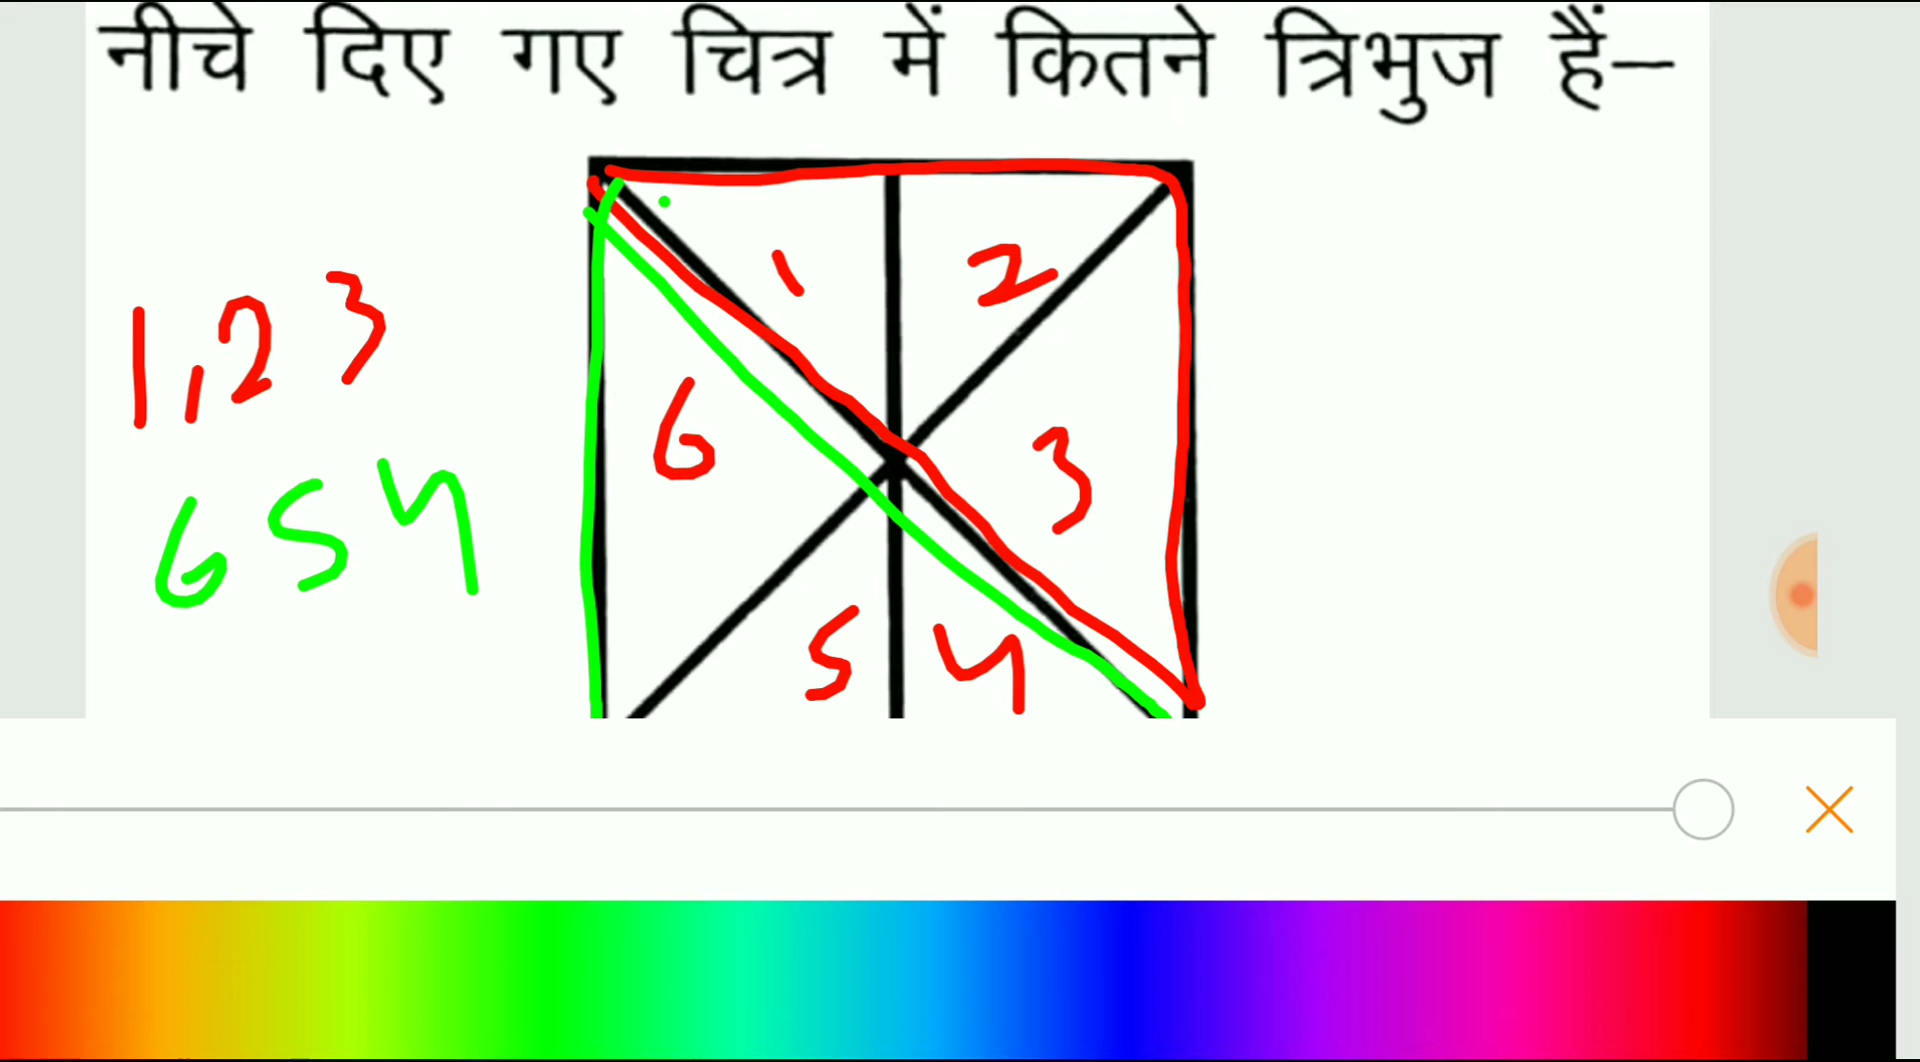 नीचे दिए गए चित्र में कितने त्रिभुज हैं–
1 2
1,2 3
6 3
6 5 4
5 4